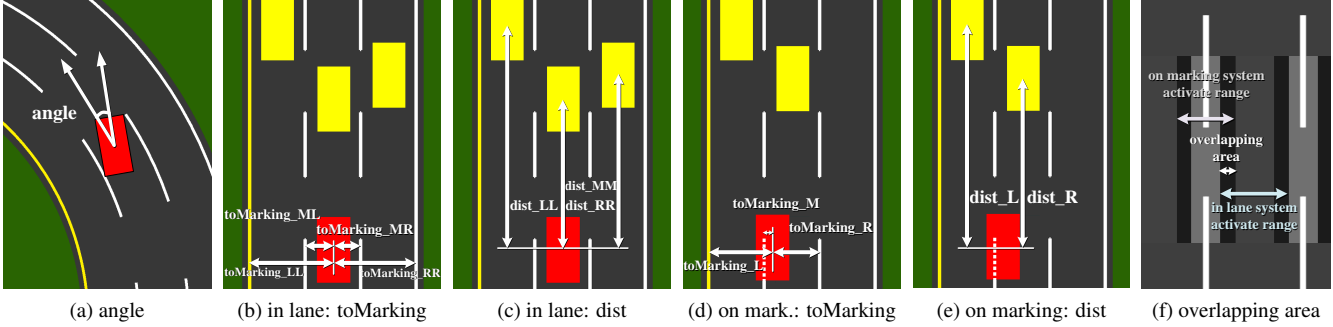 angle
toMarking_ML
toMarking_MR
toMarking_LL
toMarking_RR
dist_MM
dist_LL
dist_RR
toMarking_M
toMarking_R
toMarking_L
dist_L
dist_R
on marking system
activate range
overlapping
area
in lane system
activate range
(a) angle
(b) in lane: toMarking
(c) in lane: dist
(d) on mark.: toMarking
(e) on marking: dist
(f) overlapping area